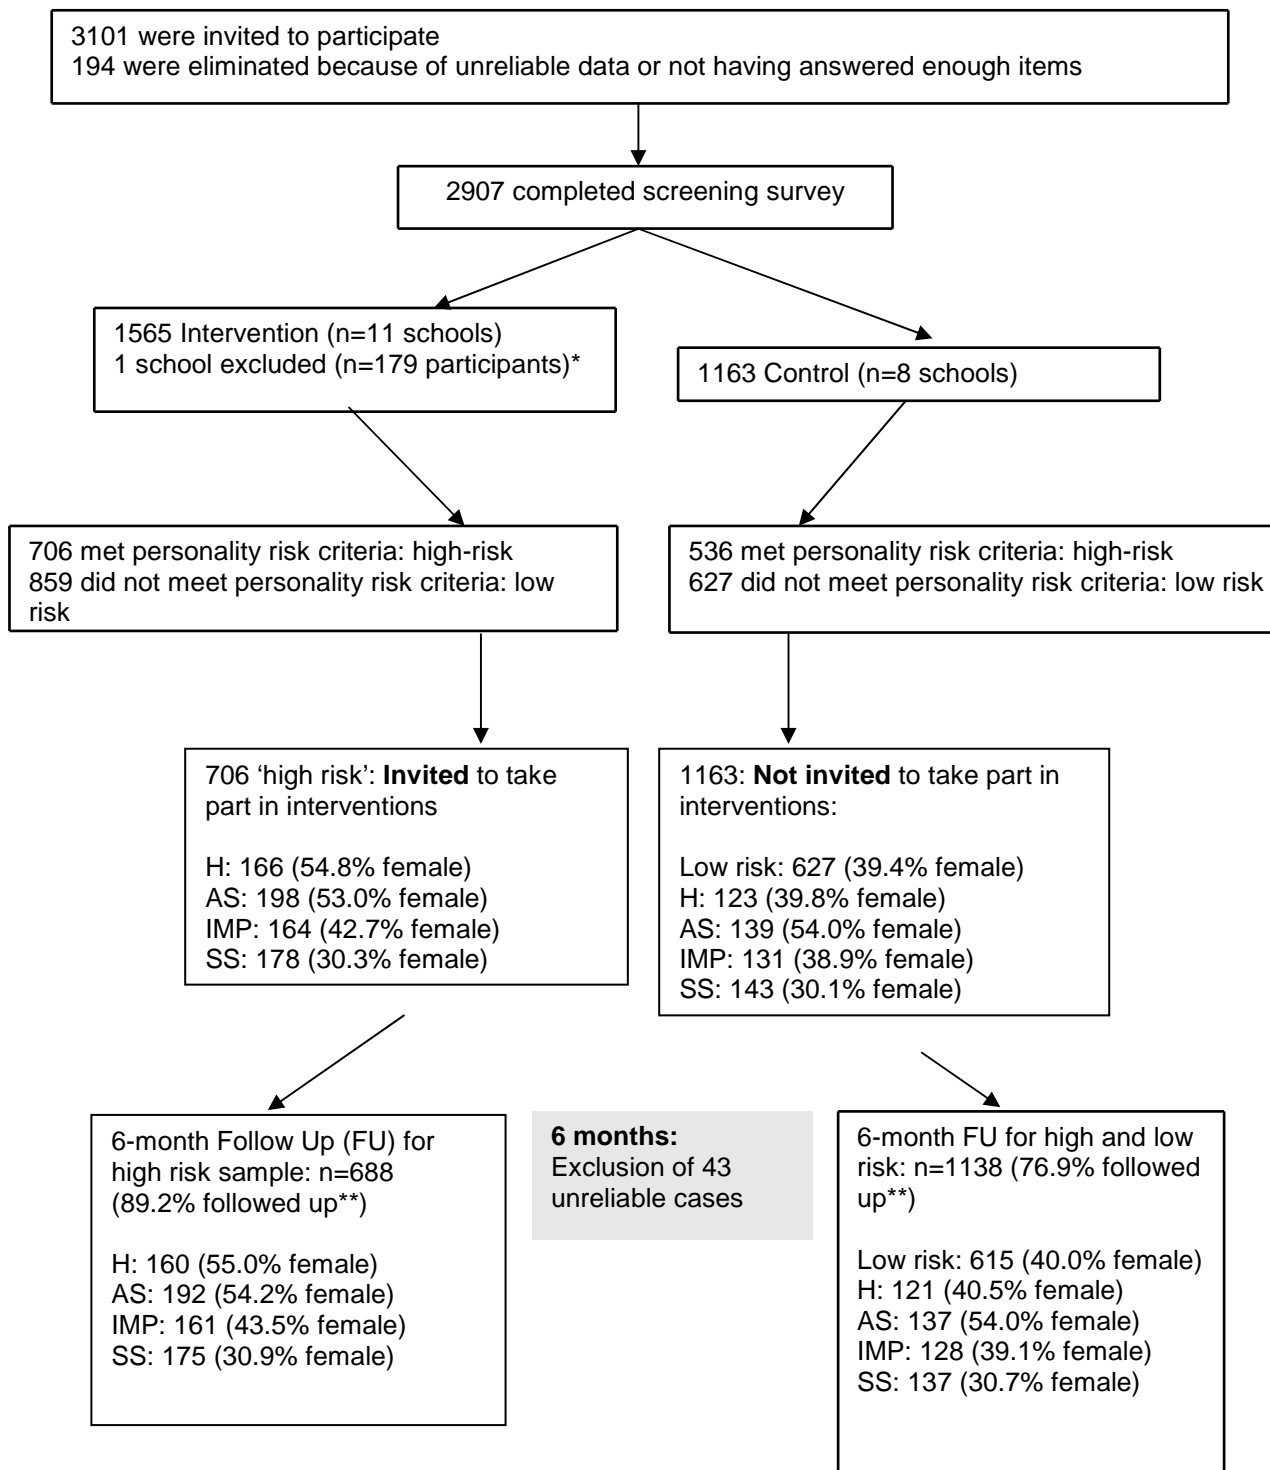 3101 were invited to participate
194 were eliminated because of unreliable data or not having answered enough items
2907 completed screening survey
1565 Intervention (n=11 schools)
1 school excluded (n=179 participants)*
1163 Control (n=8 schools)
706 met personality risk criteria: high-risk
859 did not meet personality risk criteria: low
risk
536 met personality risk criteria: high-risk
627 did not meet personality risk criteria: low risk
706 ‘high risk’: Invited to take
part in interventions
H: 166 (54.8% female)
AS: 198 (53.0% female)
IMP: 164 (42.7% female)
SS: 178 (30.3% female)
1163: Not invited to take part in
interventions:
Low risk: 627 (39.4% female)
H: 123 (39.8% female)
AS: 139 (54.0% female)
IMP: 131 (38.9% female)
SS: 143 (30.1% female)
6-month Follow Up (FU) for
high risk sample: n=688
(89.2% followed up**)
H: 160 (55.0% female)
AS: 192 (54.2% female)
IMP: 161 (43.5% female)
SS: 175 (30.9% female)
6 months:
Exclusion of 43
unreliable cases
6-month FU for high and low
risk: n=1138 (76.9% followed
up**)
Low risk: 615 (40.0% female)
H: 121 (40.5% female)
AS: 137 (54.0% female)
IMP: 128 (39.1% female)
SS: 137 (30.7% female)